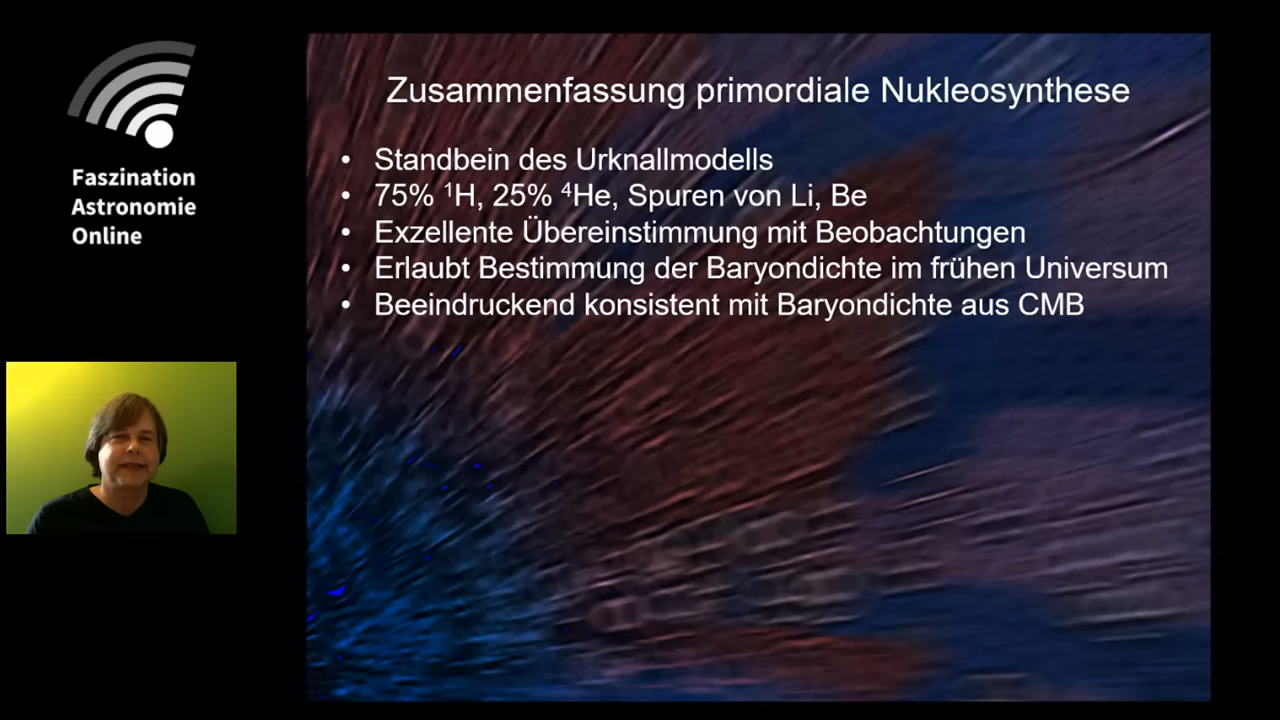 Faszination
Astronomie
Online
Zusammenfassung primordiale Nukleosynthese
• Standbein des Urknallmodells
• 75% ¹H, 25% ⁴He, Spuren von Li, Be
• Exzellente Übereinstimmung mit Beobachtungen
• Erlaubt Bestimmung der Baryondichte im frühen Universum
• Beeindruckend konsistent mit Baryondichte aus CMB